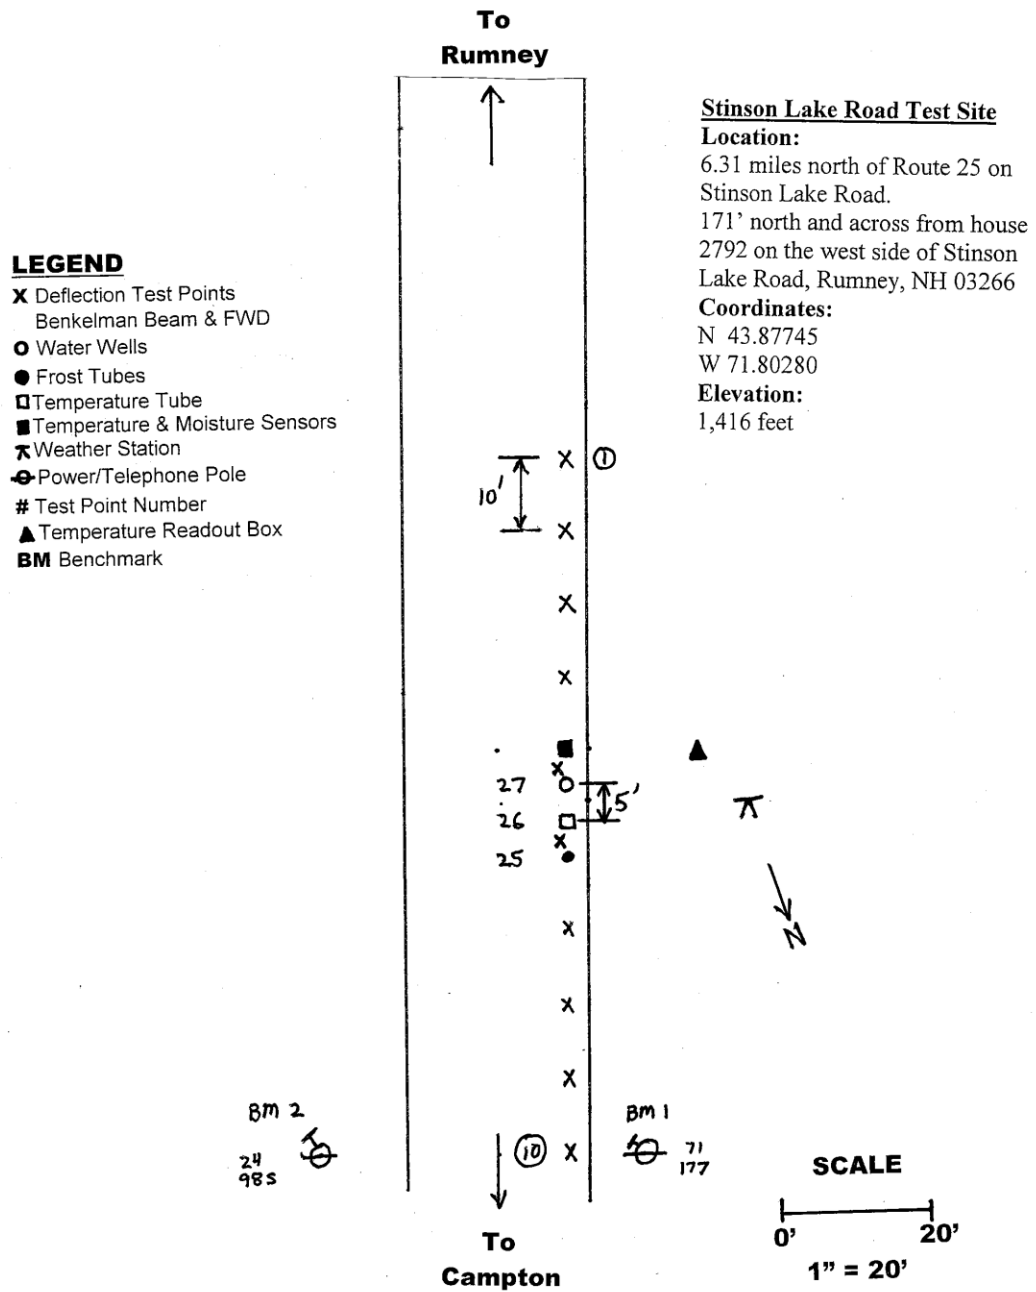 To
Rumney
Stinson Lake Road Test Site
Location:
6.31 miles north of Route 25 on
Stinson Lake Road.
171' north and across from house
2792 on the west side of Stinson
Lake Road, Rumney, NH 03266
Coordinates:
N 43.87745
W 71.80280
Elevation:
1,416 feet
LEGEND
X Deflection Test Points
Benkelman Beam & FWD
Water Wells
Frost Tubes
Temperature Tube
Temperature & Moisture Sensors
Weather Station
Power/Telephone Pole
# Test Point Number
Temperature Readout Box
BM Benchmark
X 1
10'
X
X
X
X
27
5'
26
X
25
N
X
X
X
BM 2
BM 1
24
98S
10 X
71
177
SCALE
0' 20'
1" = 20'
To
Campton